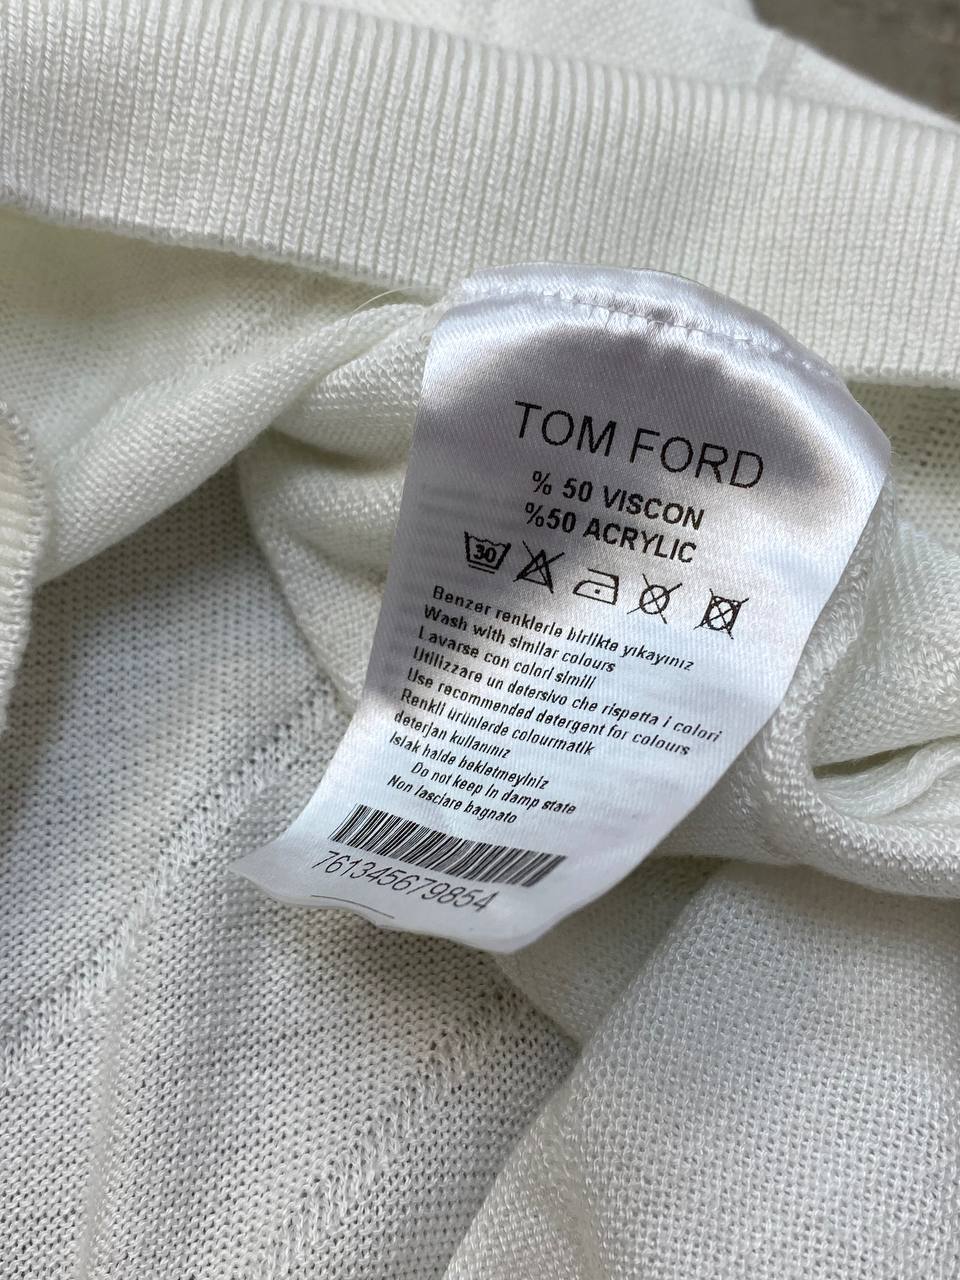 TOM FORD
% 50 VISCON
%50 ACRYLIC
30
Benzer renklerle birlikte yıkayınız
Wash with similar colours
Lavarse con colori simili
Utilizzare un detersivo che rispetta i colori
Use recommended detergent for colours
Renkli ürünlerde colourmatik
deterjan kullanınız
Islak halde bekletmeyiniz
Do not keep in damp state
Non lasciare bagnato
761345679854